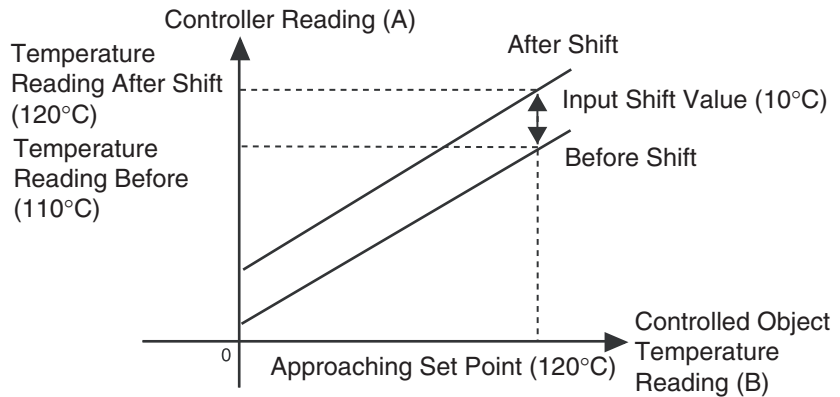 Controller Reading (A)
Temperature
Reading After Shift
(120°C)
After Shift
Input Shift Value (10°C)
Temperature
Reading Before
(110°C)
Before Shift
0
Approaching Set Point (120°C)
Controlled Object
Temperature
Reading (B)